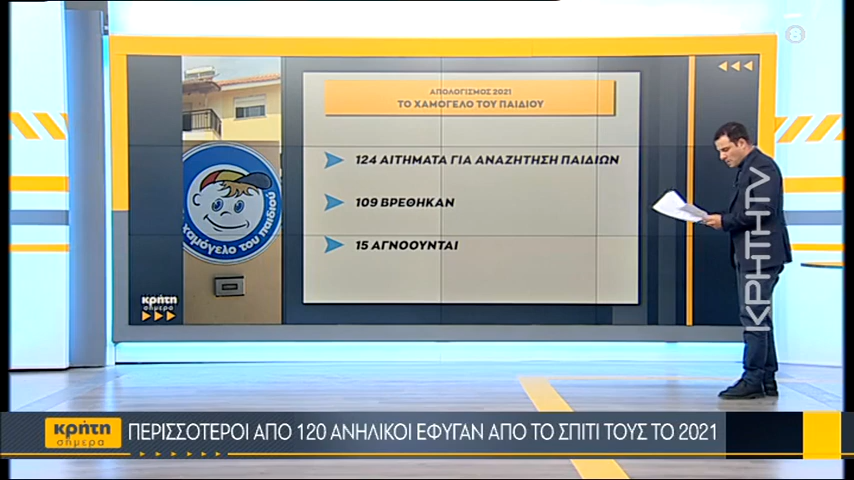 8
ΑΠΟΛΟΓΙΣΜΟΣ 2021
ΤΟ ΧΑΜΟΓΕΛΟ ΤΟΥ ΠΑΙΔΙΟΥ
124 ΑΙΤΗΜΑΤΑ ΓΙΑ ΑΝΑΖΗΤΗΣΗ ΠΑΙΔΙΩΝ
109 ΒΡΕΘΗΚΑΝ
15 ΑΓΝΟΟΥΝΤΑΙ
χαμόγελο του παιδιού
κρήτη
σήμερα
ΚΡΗΤΗTV
κρήτη
σήμερα
ΠΕΡΙΣΣΟΤΕΡΟΙ ΑΠΟ 120 ΑΝΗΛΙΚΟΙ ΕΦΥΓΑΝ ΑΠΟ ΤΟ ΣΠΙΤΙ ΤΟΥΣ ΤΟ 2021